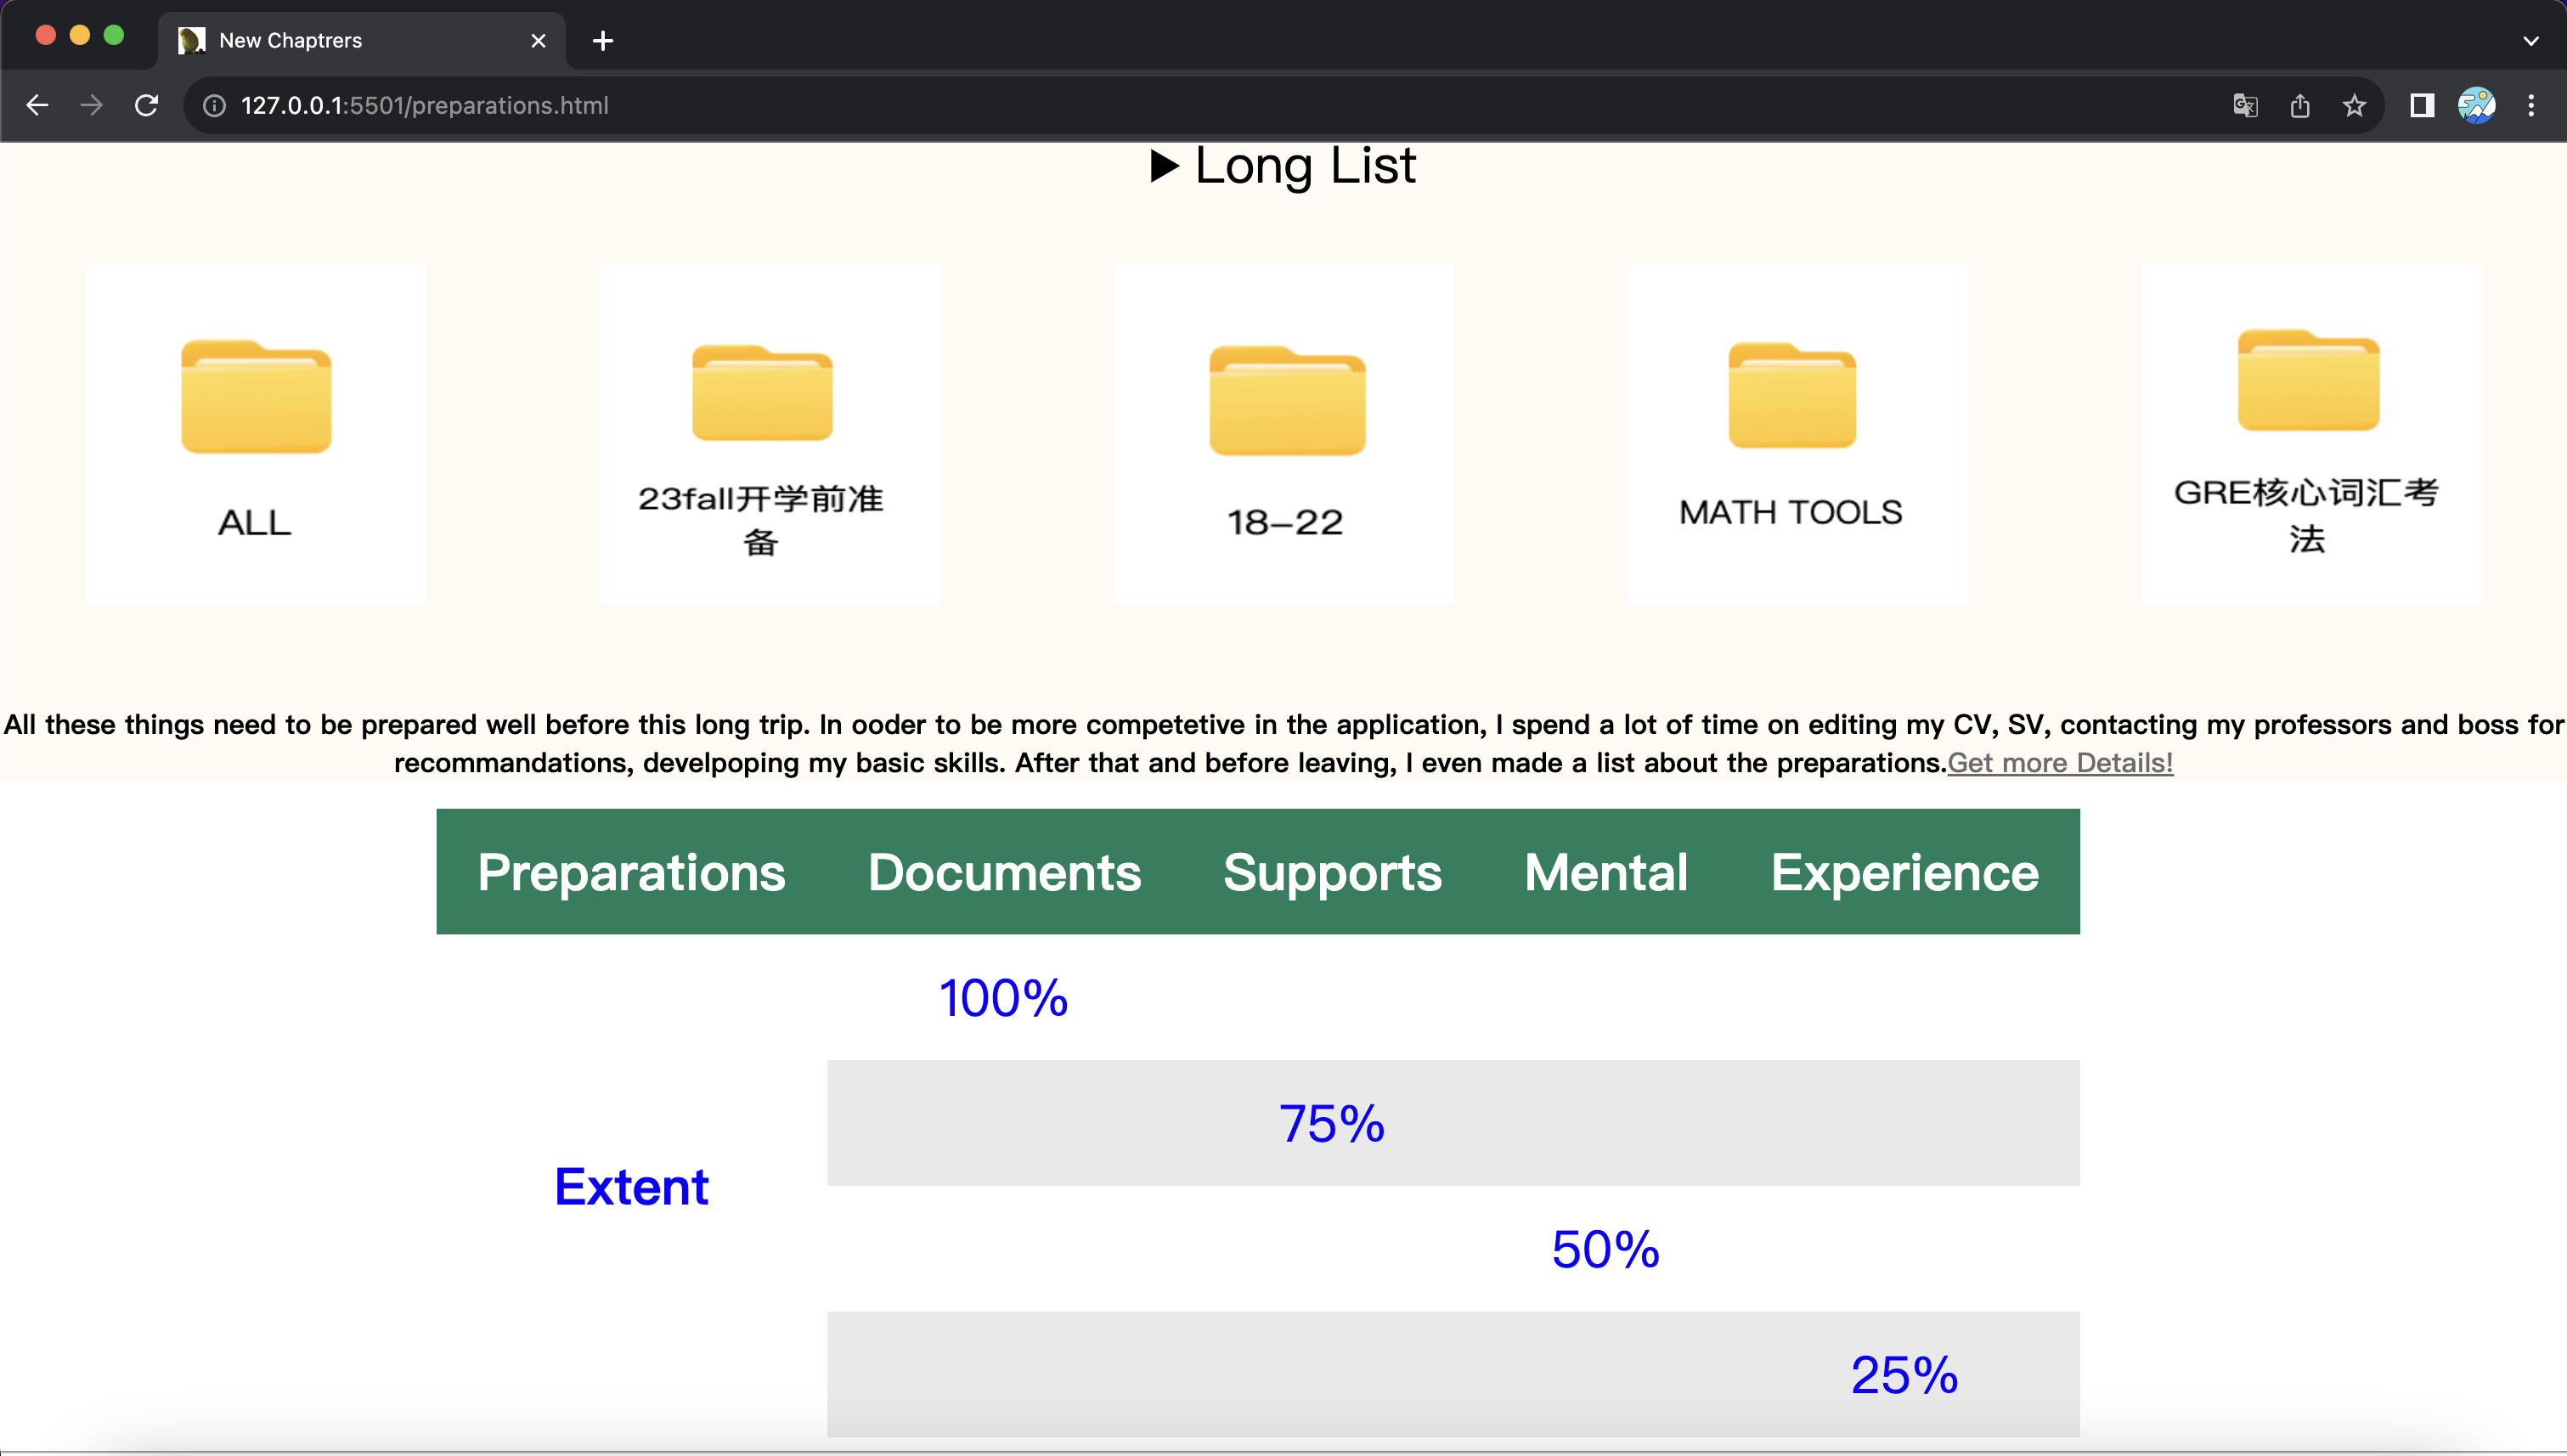 New Chaptrers
127.0.0.1:5501/preparations.html
Long List
ALL
23fall开学前准
备
18-22
MATH TOOLS
GRE核心词汇考
法
All these things need to be prepared well before this long trip. In ooder to be more competetive in the application, I spend a lot of time on editing my CV, SV, contacting my professors and boss for
recommandations, develpoping my basic skills. After that and before leaving, I even made a list about the preparations.Get more Details!
Preparations Documents Supports Mental Experience
100%
75%
Extent
50%
25%